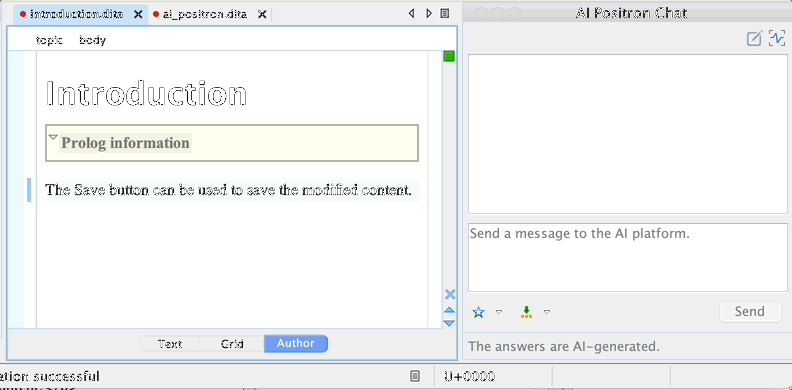 Introduction.dita
ai_positron.dita
AI Positron Chat
topic body
Introduction
Prolog information
The Save button can be used to save the modified content.
Send a message to the AI platform.
Send
Text Grid Author
The answers are AI-generated.
ation successful
U+0000